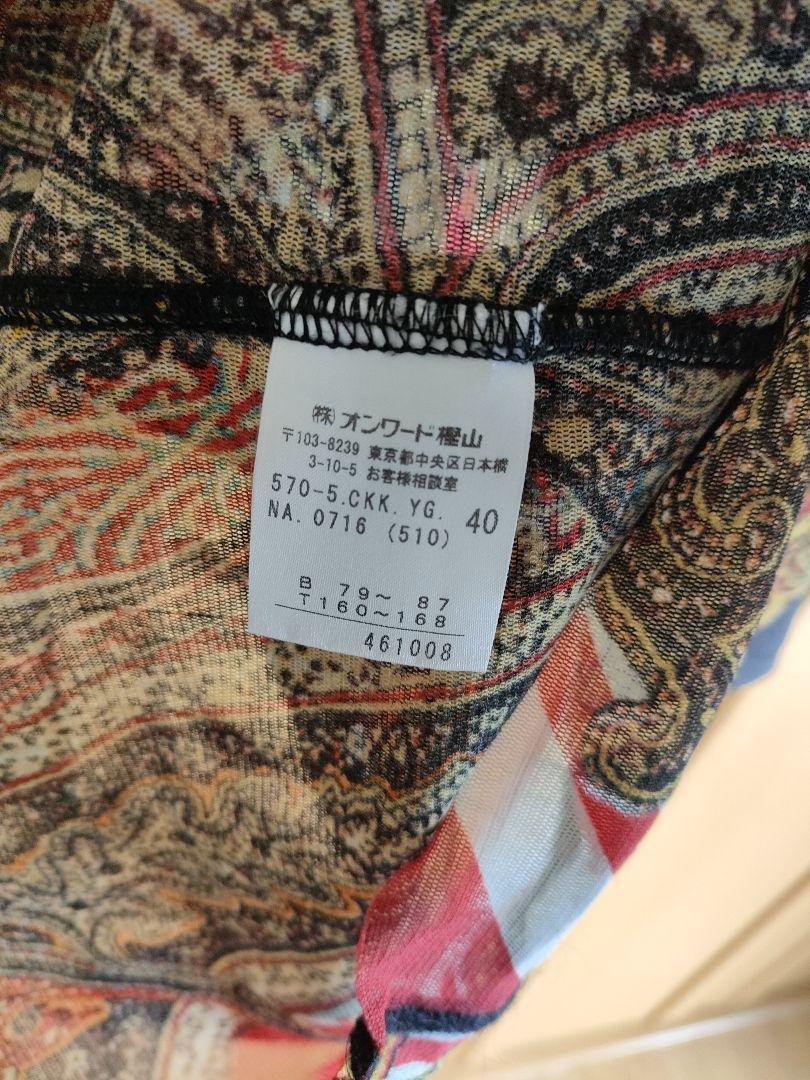 ㈱オンワード樫山
〒103-8239 東京都中央区日本橋
3-10-5 お客様相談室
570-5.CKK.YG. 40
NA.0716 (510)
B 79～ 87
T160～168
461008